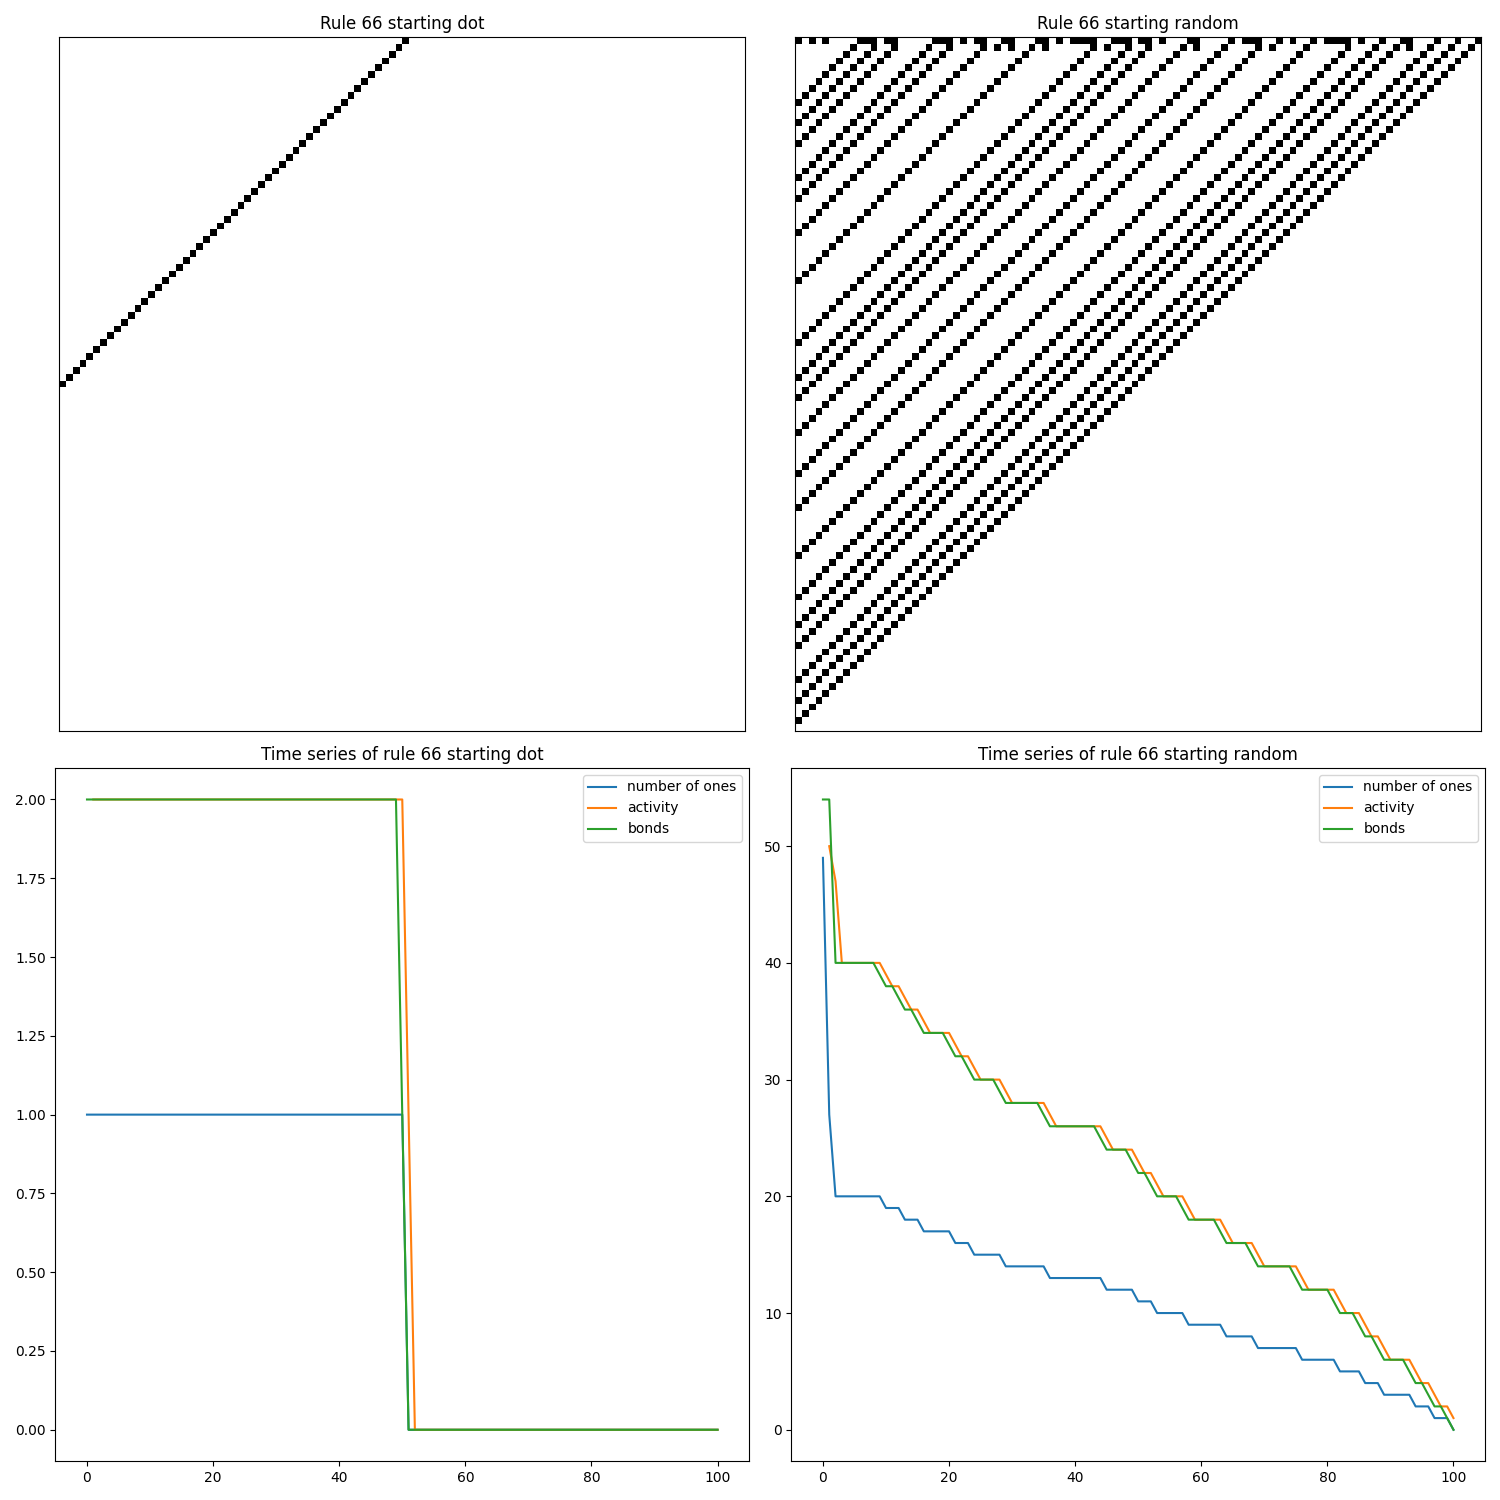 Rule 66 starting dot
Rule 66 starting random
Time series of rule 66 starting dot
2.00
1.75
1.50
1.25
1.00
0.75
0.50
0.25
0.00
0 20 40 60 80 100
number of ones
activity
bonds
Time series of rule 66 starting random
50
40
30
20
10
0
0 20 40 60 80 100
number of ones
activity
bonds